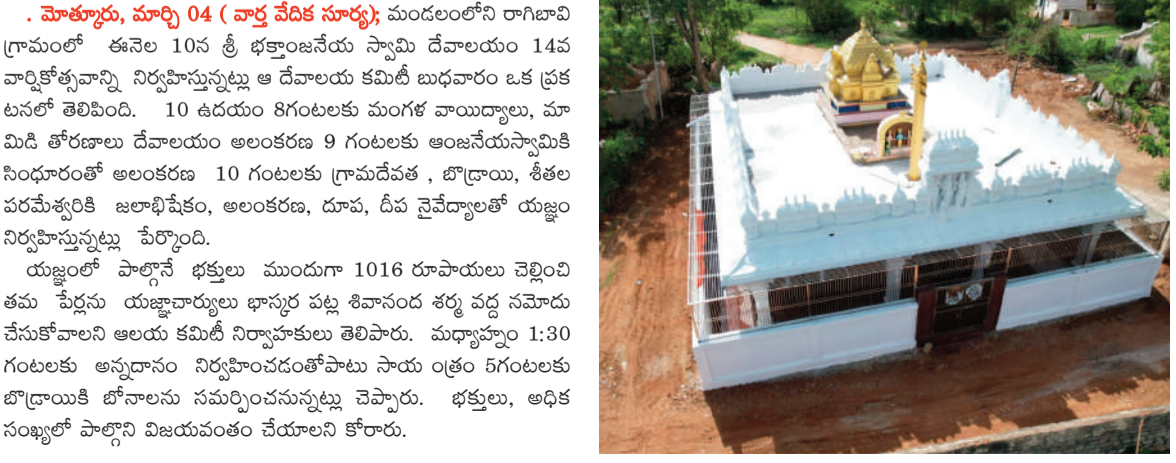 . మోత్కూరు, మార్చి 04 ( వార్త వేదిక సూర్య); మండలంలోని రాగిబావి
గ్రామంలో ఈనెల 10న శ్రీ భక్తాంజనేయ స్వామి దేవాలయం 14వ
వార్షికోత్సవాన్ని నిర్వహిస్తున్నట్లు ఆ దేవాలయ కమిటీ బుధవారం ఒక ప్రక
టనలో తెలిపింది. 10 ఉదయం 8గంటలకు మంగళ వాయిద్యాలు, మా
మిడి తోరణాలు దేవాలయం అలంకరణ 9 గంటలకు ఆంజనేయస్వామికి
సింధూరంతో అలంకరణ 10 గంటలకు గ్రామదేవత , బొడ్రాయి, శీతల
పరమేశ్వరికి జలాభిషేకం, అలంకరణ, దూప, దీప నైవేద్యాలతో యజ్ఞం
నిర్వహిస్తున్నట్లు పేర్కొంది.
యజ్ఞంలో పాల్గొనే భక్తులు ముందుగా 1016 రూపాయలు చెల్లించి
తమ పేర్లను యజ్ఞాచార్యులు భాస్కర పట్ల శివానంద శర్మ వద్ద నమోదు
చేసుకోవాలని ఆలయ కమిటీ నిర్వాహకులు తెలిపారు. మధ్యాహ్నం 1:30
గంటలకు అన్నదానం నిర్వహించడంతోపాటు సాయ ంత్రం 5గంటలకు
బొడ్రాయికి బోనాలను సమర్పించనున్నట్లు చెప్పారు. భక్తులు, అధిక
సంఖ్యలో పాల్గొని విజయవంతం చేయాలని కోరారు.